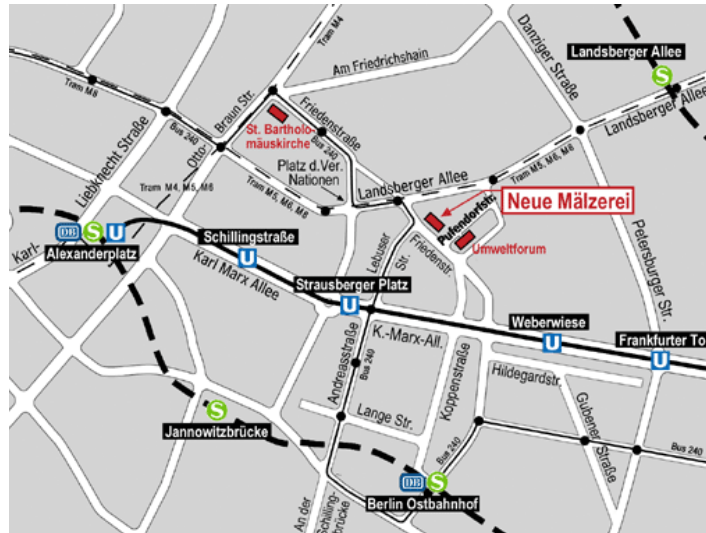 Tram M4
Danziger Straße
Landsberger Allee
S
Am Friedrichshain
Tram M8
Liebknecht Straße
Bus 240
Braun Str.
Otto-
Friedenstraße
Bus 240
St. Bartholo-
mäuskirche
Landsberger Allee
Tram M5, M6, M8
Platz d.Ver.
Nationen
Tram M4, M5, M6
Tram M5, M6, M8
Landsberger Allee
Neue Mälzerei
Pufendorfstr.
Umweltforum
Friedenstr.
Lebuser
Str.
Petersburger Str.
Karl-
DB
S
U
Alexanderplatz
Schillingstraße
U
Karl Marx Allee
Strausberger Platz
U
K.-Marx-All.
Weberwiese
U
Frankfurter To
U
Andreasstraße
Bus 240
Koppenstraße
Hildegardstr.
Gubener Straße
S
Jannowitzbrücke
Lange Str.
Bus 240
Bus 240
DB
S
Berlin Ostbahnhof
An der
Schilling-
brücke